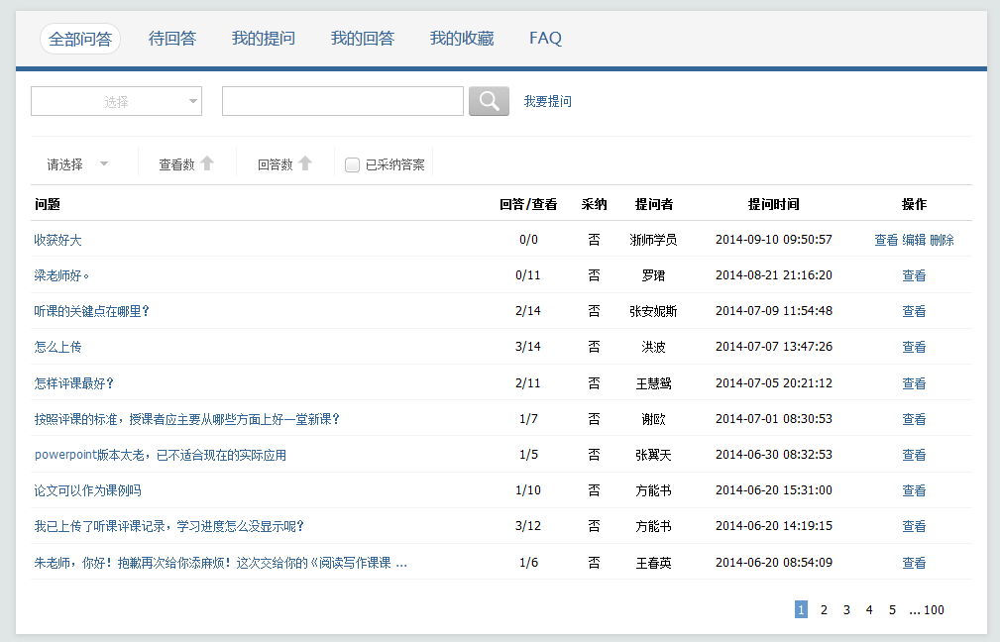 全部问答 待回答 我的提问 我的回答 我的收藏 FAQ
选择 我要提问
请选择 查看数 回答数 已采纳答案
问题 回答/查看 采纳 提问者 提问时间 操作
收获好大 0/0 否 浙师学员 2014-09-10 09:50:57 查看 编辑 删除
梁老师好。 0/11 否 罗珺 2014-08-21 21:16:20 查看
听课的关键点在哪里？ 2/14 否 张安妮斯 2014-07-09 11:54:48 查看
怎么上传 3/14 否 洪波 2014-07-07 13:47:26 查看
怎样评课最好？ 2/11 否 王慧鸳 2014-07-05 20:21:12 查看
按照评课的标准，授课者应主要从哪些方面上好一堂新课？ 1/7 否 谢欧 2014-07-01 08:30:53 查看
powerpoint版本太老，已不适合现在的实际应用 1/5 否 张翼天 2014-06-30 08:32:53 查看
论文可以作为课例吗 1/10 否 方能书 2014-06-20 15:31:00 查看
我已上传了听课评课记录，学习进度怎么没显示呢？ 3/12 否 方能书 2014-06-20 14:19:15 查看
朱老师，你好！抱歉再次给你添麻烦！这次交给你的《阅读写作课课 ... 1/6 否 王春英 2014-06-20 08:54:09 查看
1 2 3 4 5 ... 100